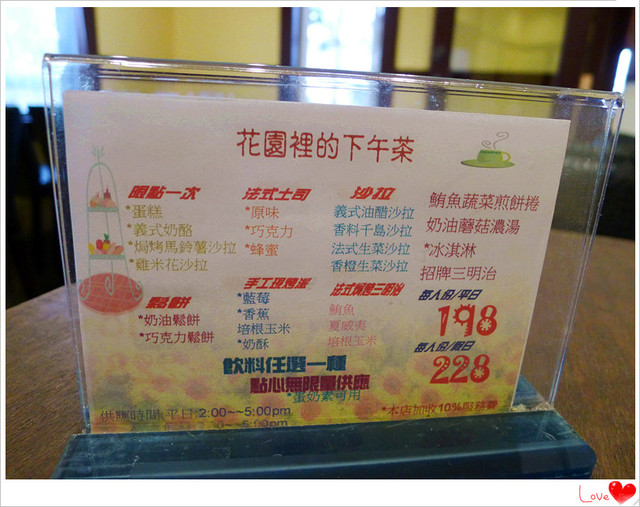 花園裡的下午茶
限點一次
*蛋糕
*義式奶酪
*焗烤馬鈴薯沙拉
*雞米花沙拉
鬆餅
*奶油鬆餅
*巧克力鬆餅
法式土司
*原味
*巧克力
*蜂蜜
手工現烤派
*藍莓
*香蕉
培根玉米
*奶酥
沙拉
義式油醋沙拉
香料千島沙拉
法式生菜沙拉
香橙生菜沙拉
法式焗烤三明治
鮪魚
夏威夷
培根玉米
鮪魚蔬菜煎餅捲
奶油蘑菇濃湯
*冰淇淋
招牌三明治
每人份/平日
198
每人份/假日
228
飲料任選一種
點心無限量供應
*蛋奶素可用
供應時間 平日:2:00~~5:00pm
*本店加收10%服務費
Love